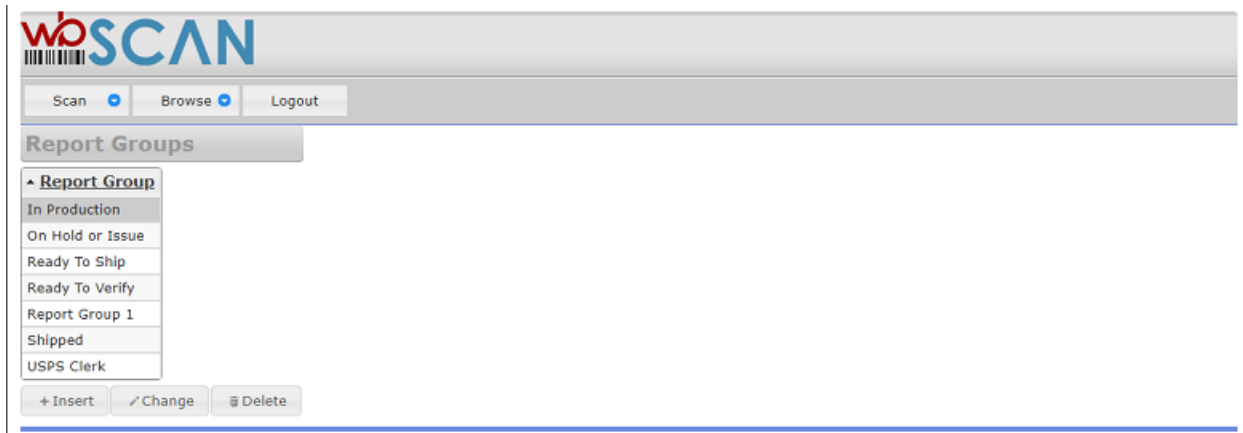 wbSCAN
Scan Browse Logout
Report Groups
Report Group
In Production
On Hold or Issue
Ready To Ship
Ready To Verify
Report Group 1
Shipped
USPS Clerk
+Insert Change Delete